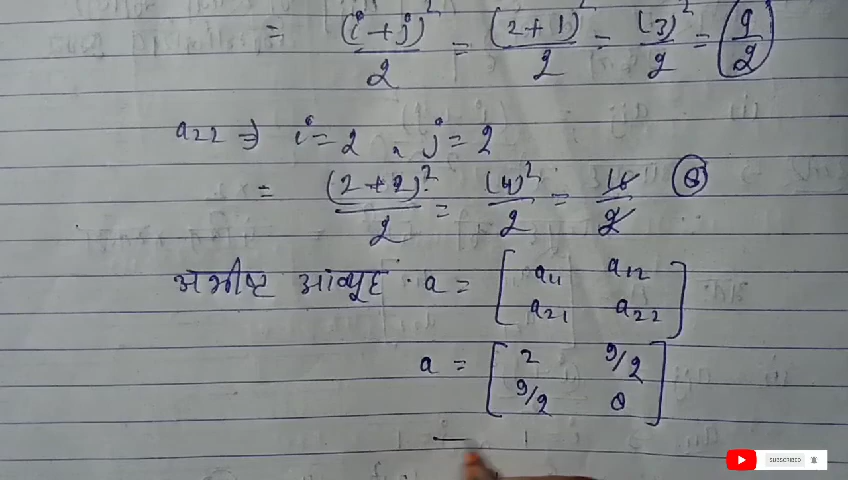 = (i+j)²/2 = (2+1)²/2 = (3)²/2 = 9/2
a22 ⇒ i=2 , j=2
= (2+2)²/2 = (4)²/2 = 16/2 8
अभीष्ट आव्यूह · a = [ a11 a12
a21 a22 ]
a = [ 2 9/2
9/2 8 ]
SUBSCRIBED